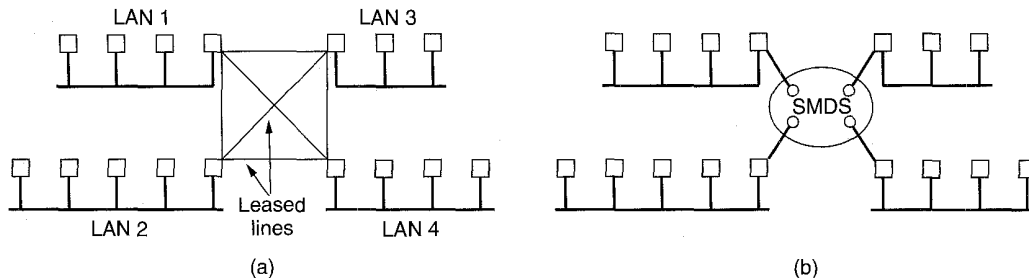 LAN 1
LAN 3
SMDS
Leased
lines
LAN 2
LAN 4
(a)
(b)